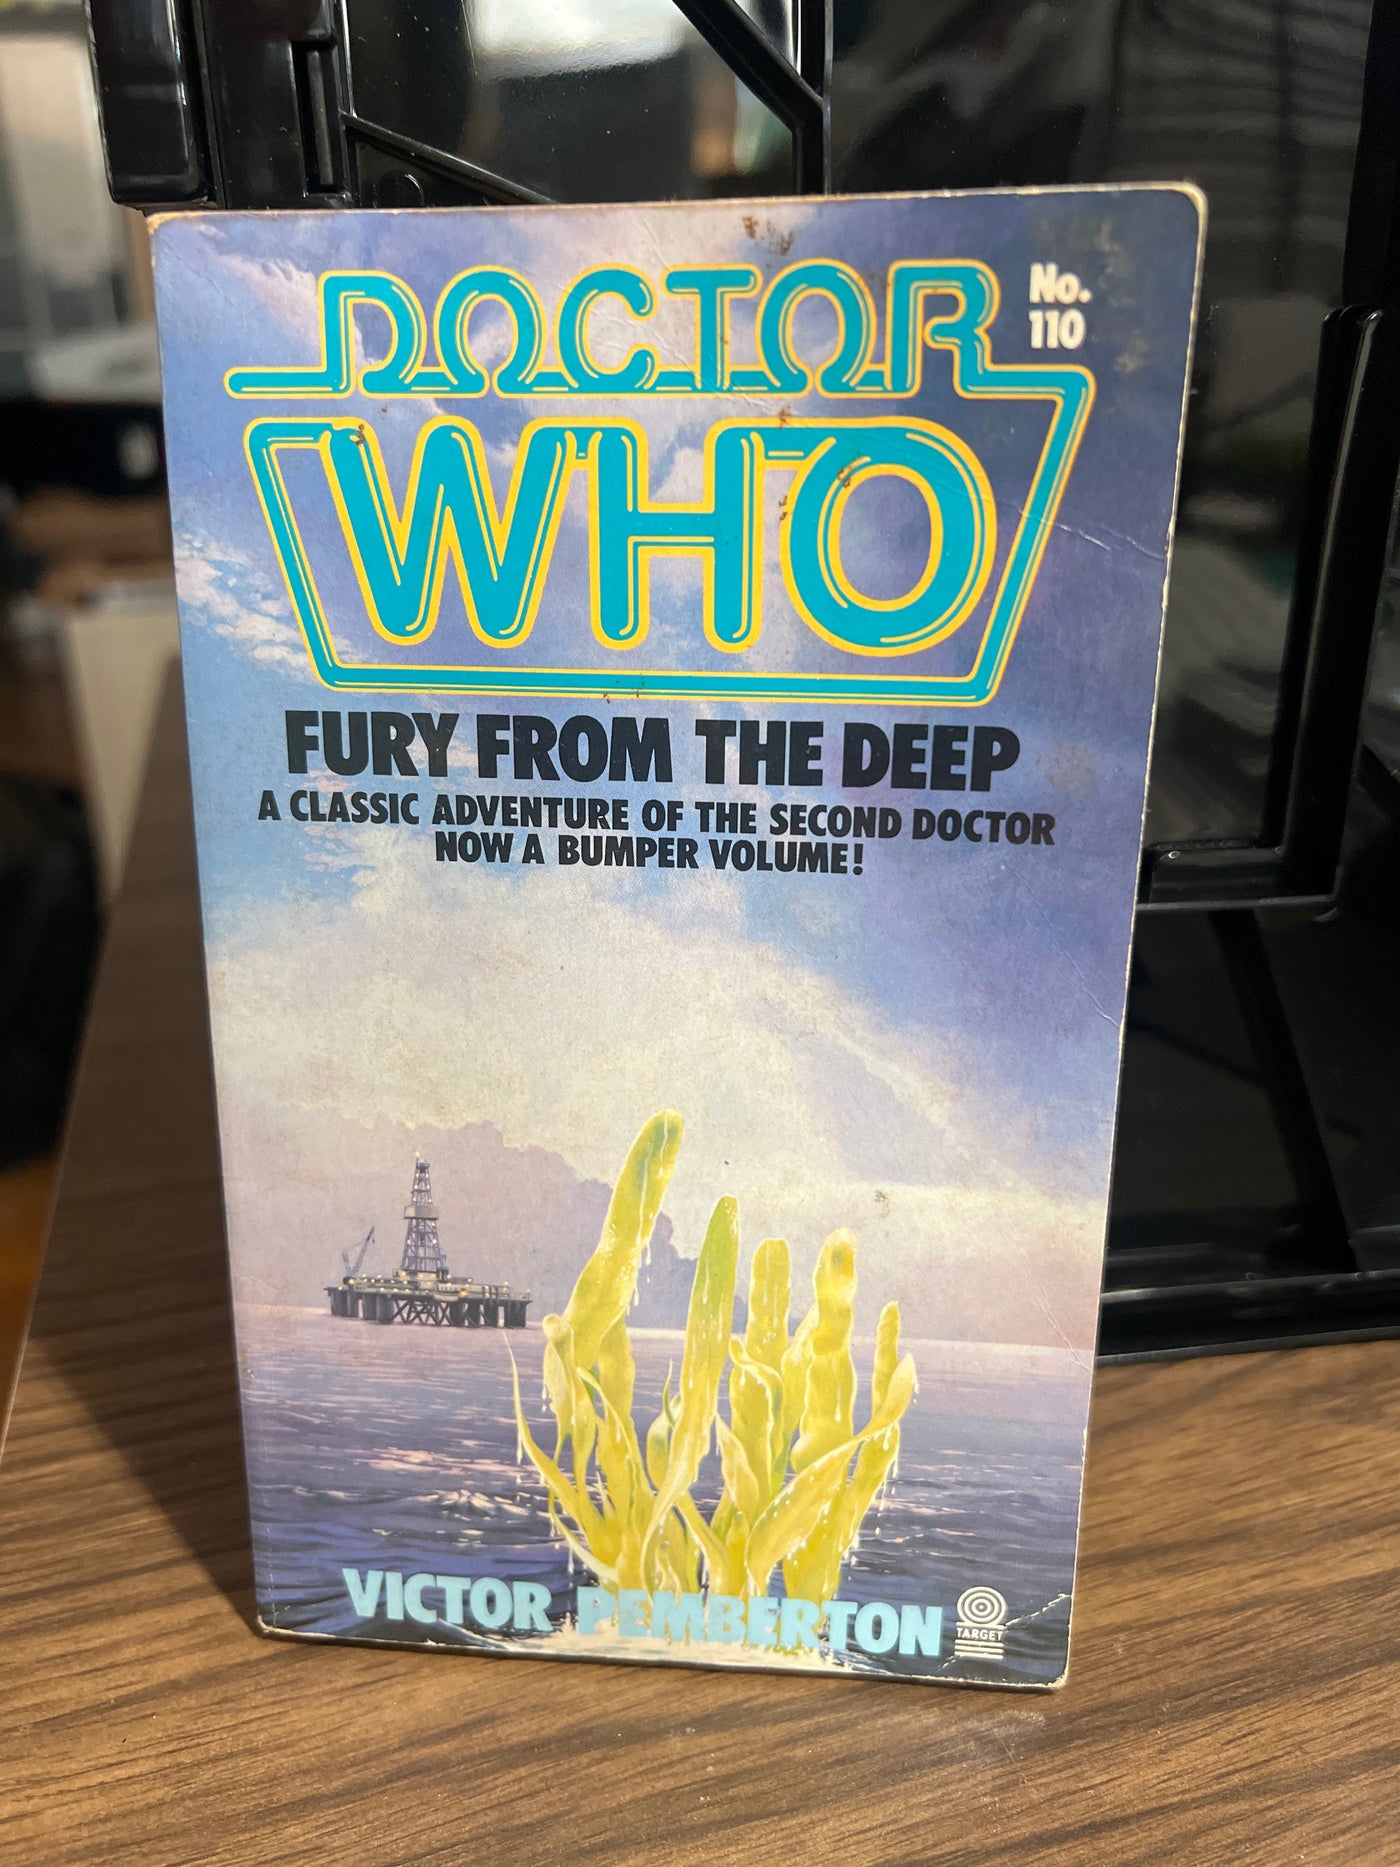 DOCTOR
WHO
No.
110
FURY FROM THE DEEP
A CLASSIC ADVENTURE OF THE SECOND DOCTOR
NOW A BUMPER VOLUME!
VICTOR PEMBERTON
TARGET